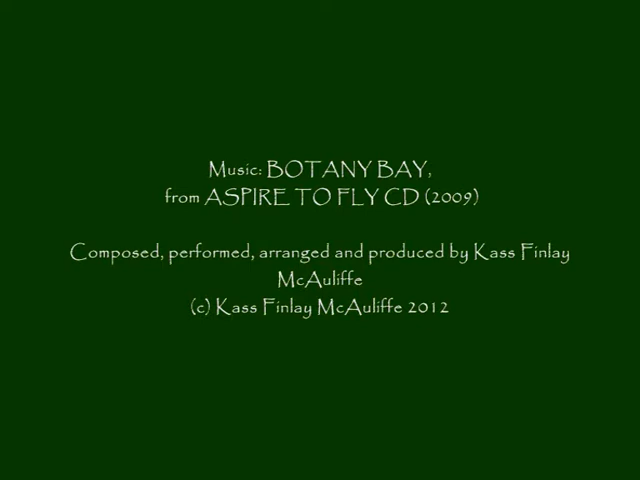 Music: BOTANY BAY,
from ASPIRE TO FLY CD (2009)
Composed, performed, arranged and produced by Kass Finlay
McAuliffe
(c) Kass Finlay McAuliffe 2012